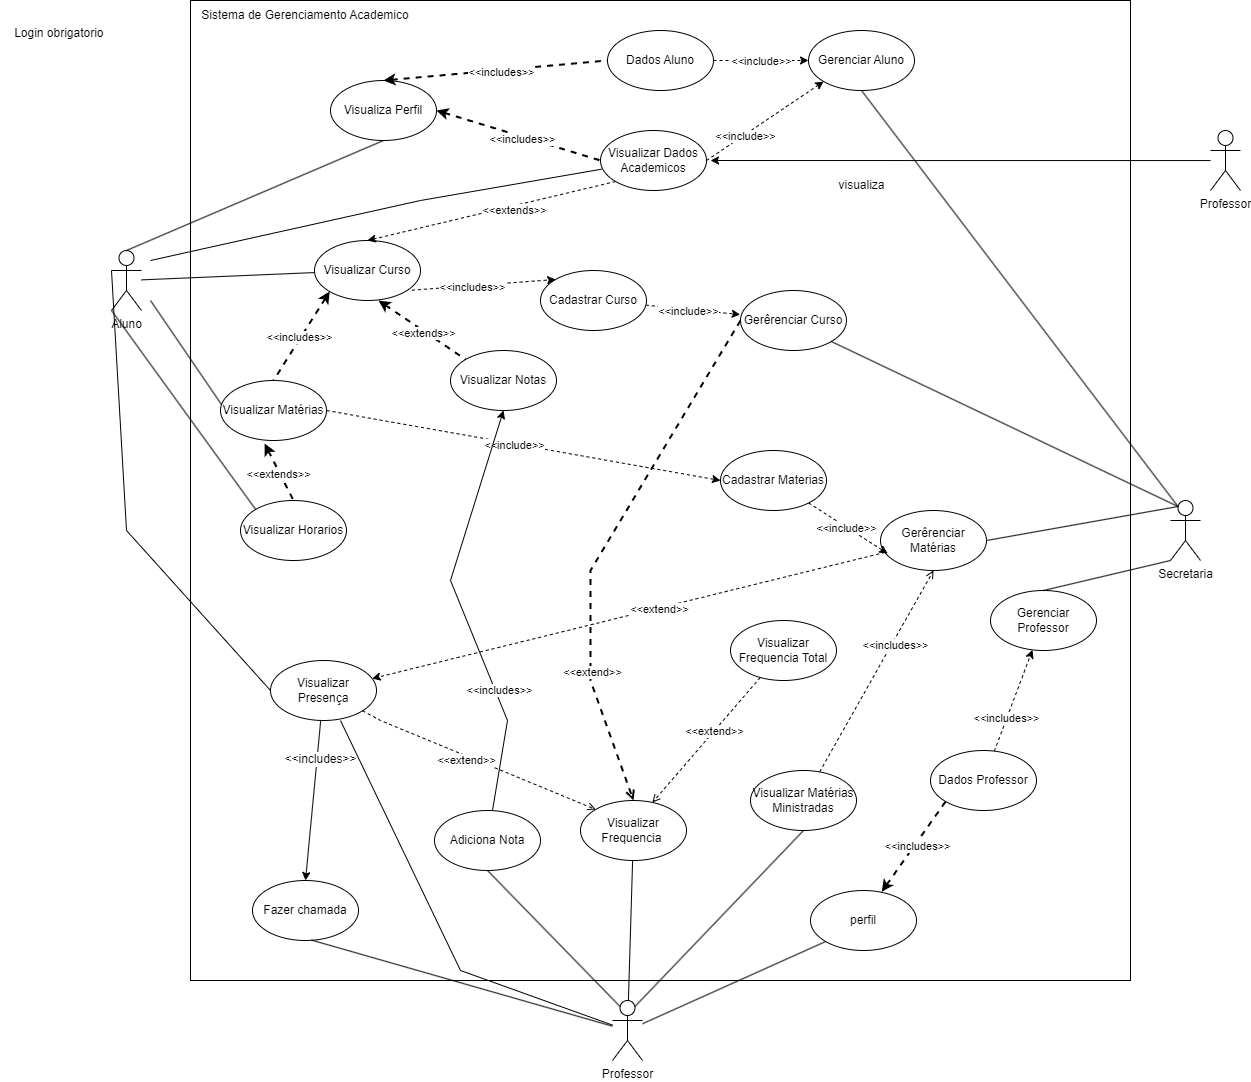 Sistema de Gerenciamento Academico
Login obrigatorio
Dados Aluno
<<include>>
Gerenciar Aluno
<<includes>>
Visualiza Perfil
<<includes>>
<<include>>
Visualizar Dados
Academicos
visualiza
Professor
<<extends>>
Visualizar Curso
<<includes>>
Cadastrar Curso
<<include>>
Gerêrenciar Curso
Aluno
<<includes>>
<<extends>>
Visualizar Notas
Visualizar Matérias
<<include>>
<<extends>>
Cadastrar Materias
Visualizar Horarios
<<include>>
Gerêrenciar
Matérias
Secretaria
<<extend>>
Gerenciar
Professor
Visualizar
Frequencia Total
<<includes>>
<<extend>>
Visualizar
Presença
<<includes>>
<<includes>>
<<extend>>
<<includes>>
<<extend>>
Dados Professor
Visualizar Matérias
Ministradas
Visualizar
Frequencia
Adiciona Nota
<<includes>>
Fazer chamada
perfil
Professor